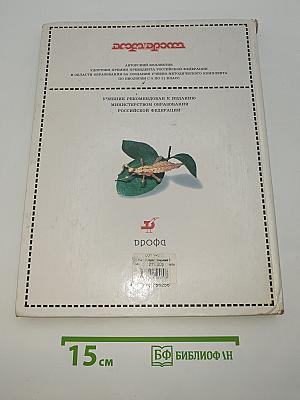 АВТОРСКИЙ КОЛЛЕКТИВ
УДОСТОЕН ПРЕМИИ ПРЕЗИДЕНТА РОССИЙСКОЙ ФЕДЕРАЦИИ
В ОБЛАСТИ ОБРАЗОВАНИЯ ЗА СОЗДАНИЕ УЧЕБНО-МЕТОДИЧЕСКОГО КОМПЛЕКТА
ПО БИОЛОГИИ С 6 ПО 11 КЛАСС
УЧЕБНИК РЕКОМЕНДОВАН К ИЗДАНИЮ
МИНИСТЕРСТВОМ ОБРАЗОВАНИЯ
РОССИЙСКОЙ ФЕДЕРАЦИИ
дрофа
15 см
БФ БИБЛИОФАН